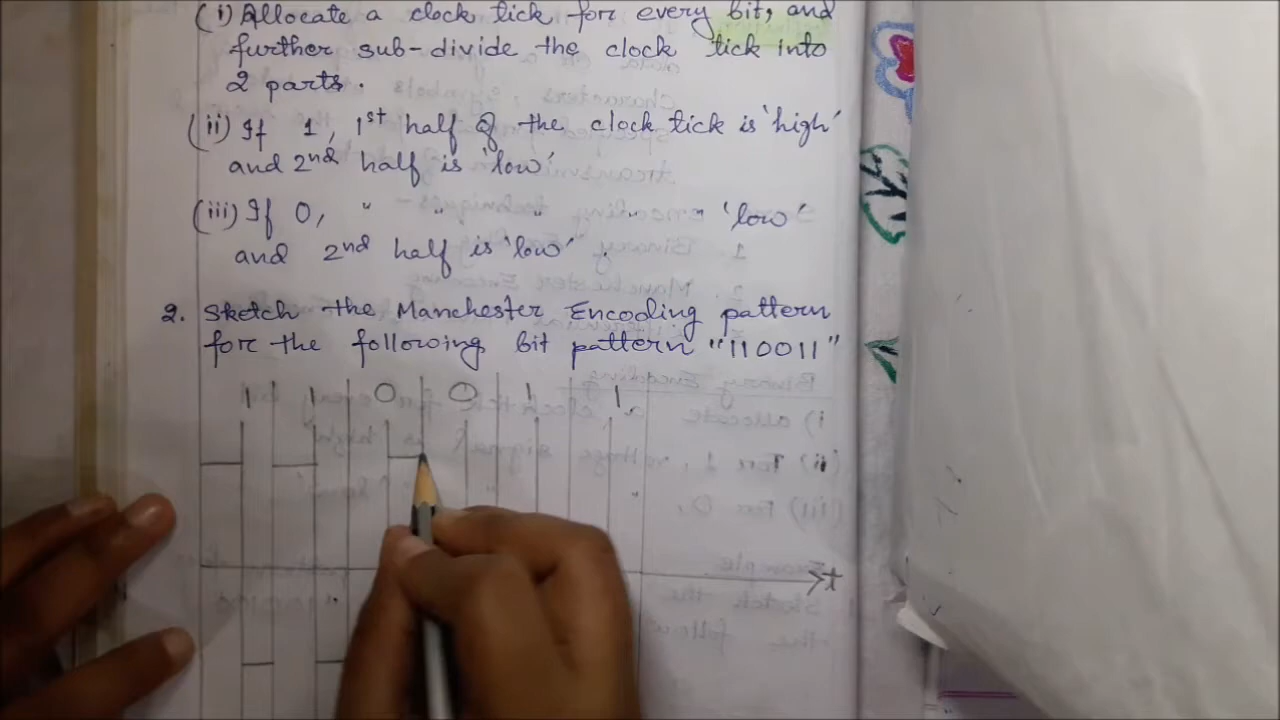 (i) Allocate a clock tick for every bit, and
further sub-divide the clock tick into
2 parts.
(ii) If 1, 1st half of the clock tick is 'high'
and 2nd half is 'low'
(iii) If 0, " " " " " 'low'
and 2nd half is 'low'.
2. Sketch the Manchester Encoding pattern
for the following bit pattern "110011"
1 1 0 0 1 1
t